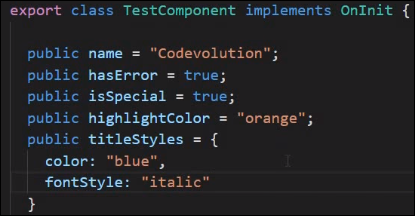 export class TestComponent implements OnInit {
public name = "Codevolution";
public hasError = true;
public isSpecial = true;
public highlightColor = "orange";
public titleStyles = {
color: "blue",
fontStyle: "italic"
}